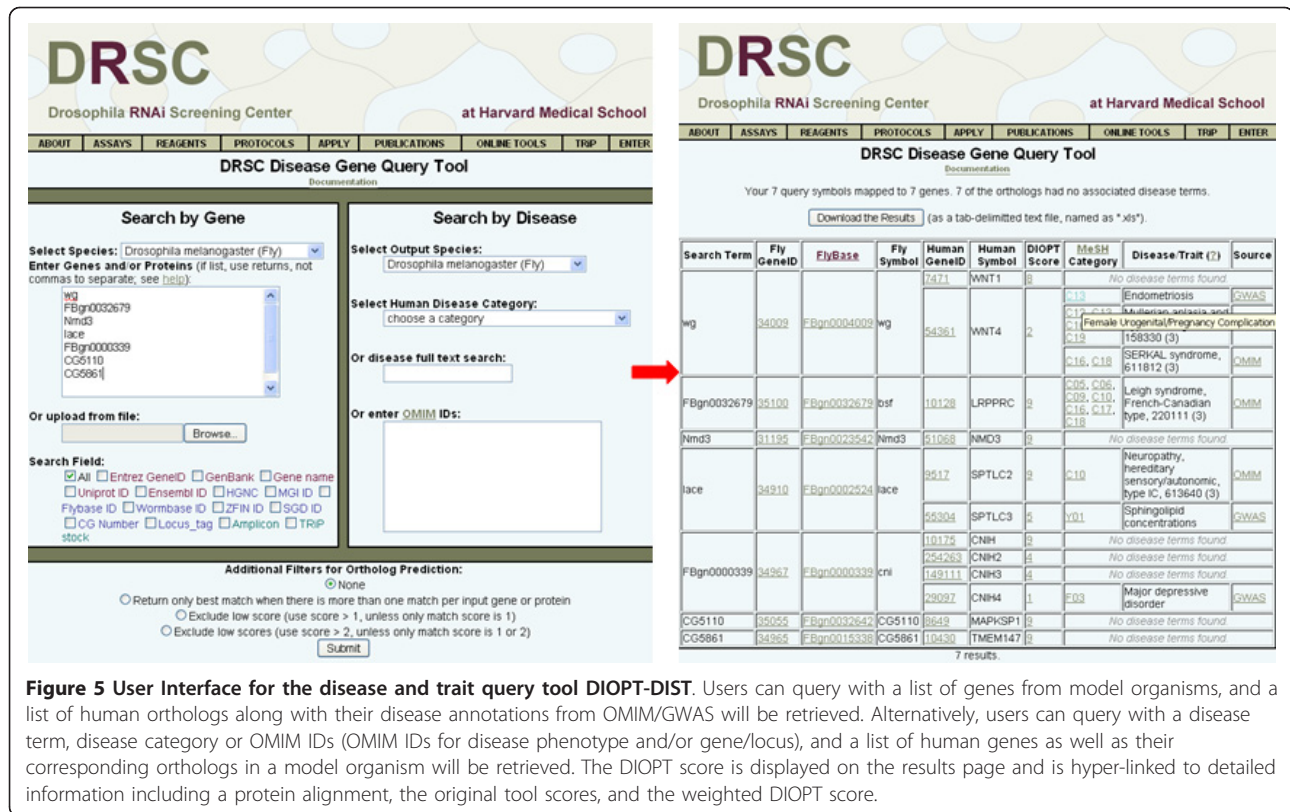 DRSC
Drosophila RNAi Screening Center at Harvard Medical School
ABOUT ASSAYS REAGENTS PROTOCOLS APPLY PUBLICATIONS ONLINE TOOLS TRiP ENTER
DRSC Disease Gene Query Tool
Documentation
Search by Gene
Select Species: Drosophila melanogaster (Fly)
Enter Genes and/or Proteins (if list, use returns, not
commas to separate; see help):
wg
FBgn0032679
Nmd3
lace
FBgn0000339
CG5110
CG5861
Or upload from file:
Browse...
Search Field:
All Entrez GeneID GenBank Gene name
Uniprot ID Ensembl ID HGNC MGI ID
Flybase ID Wormbase ID ZFIN ID SGD ID
CG Number Locus_tag Amplicon TRiP
stock
Search by Disease
Select Output Species:
Drosophila melanogaster (Fly)
Select Human Disease Category:
choose a category
Or disease full text search:
Or enter OMIM IDs:
Additional Filters for Ortholog Prediction:
None
Return only best match when there is more than one match per input gene or protein
Exclude low score (use score > 1, unless only match score is 1)
Exclude low scores (use score > 2, unless only match score is 1 or 2)
Submit
DRSC
Drosophila RNAi Screening Center at Harvard Medical School
ABOUT ASSAYS REAGENTS PROTOCOLS APPLY PUBLICATIONS ONLINE TOOLS TRiP ENTER
DRSC Disease Gene Query Tool
Documentation
Your 7 query symbols mapped to 7 genes. 7 of the orthologs had no associated disease terms.
Download the Results (as a tab-delimitted text file, named as *.xls*).
Search Term Fly GeneID FlyBase Fly Symbol Human GeneID Human Symbol DIOPT Score MeSH Category Disease/Trait (?) Source
wg 34009 FBgn0004009 wg 7471 WNT1 8 No disease terms found.
54361 WNT4 2 C13 Endometriosis GWAS
C19 158330 (3)
Female Urogenital/Pregnancy Complication
C16, C18 SERKAL syndrome, 611812 (3) OMIM
FBgn0032679 35100 FBgn0032679 bsf 10128 LRPPRC 9 C05, C06, C09, C10, C16, C17, C18 Leigh syndrome, French-Canadian type, 220111 (3) OMIM
Nmd3 31195 FBgn0023542 Nmd3 51068 NMD3 9 No disease terms found.
lace 34910 FBgn0002524 lace 9517 SPTLC2 9 C10 Neuropathy, hereditary sensory/autonomic, type IC, 613640 (3) OMIM
55304 SPTLC3 5 Y01 Sphingolipid concentrations GWAS
FBgn0000339 34967 FBgn0000339 cni 10175 CNIH 9 No disease terms found.
254263 CNIH2 4 No disease terms found.
149111 CNIH3 4 No disease terms found.
29097 CNIH4 1 F03 Major depressive disorder GWAS
CG5110 35055 FBgn0032642 CG5110 8649 MAPKSP1 9 No disease terms found.
CG5861 34965 FBgn0015338 CG5861 10430 TMEM147 9 No disease terms found.
7 results.
Figure 5 User Interface for the disease and trait query tool DIOPT-DIST. Users can query with a list of genes from model organisms, and a
list of human orthologs along with their disease annotations from OMIM/GWAS will be retrieved. Alternatively, users can query with a disease
term, disease category or OMIM IDs (OMIM IDs for disease phenotype and/or gene/locus), and a list of human genes as well as their
corresponding orthologs in a model organism will be retrieved. The DIOPT score is displayed on the results page and is hyper-linked to detailed
information including a protein alignment, the original tool scores, and the weighted DIOPT score.